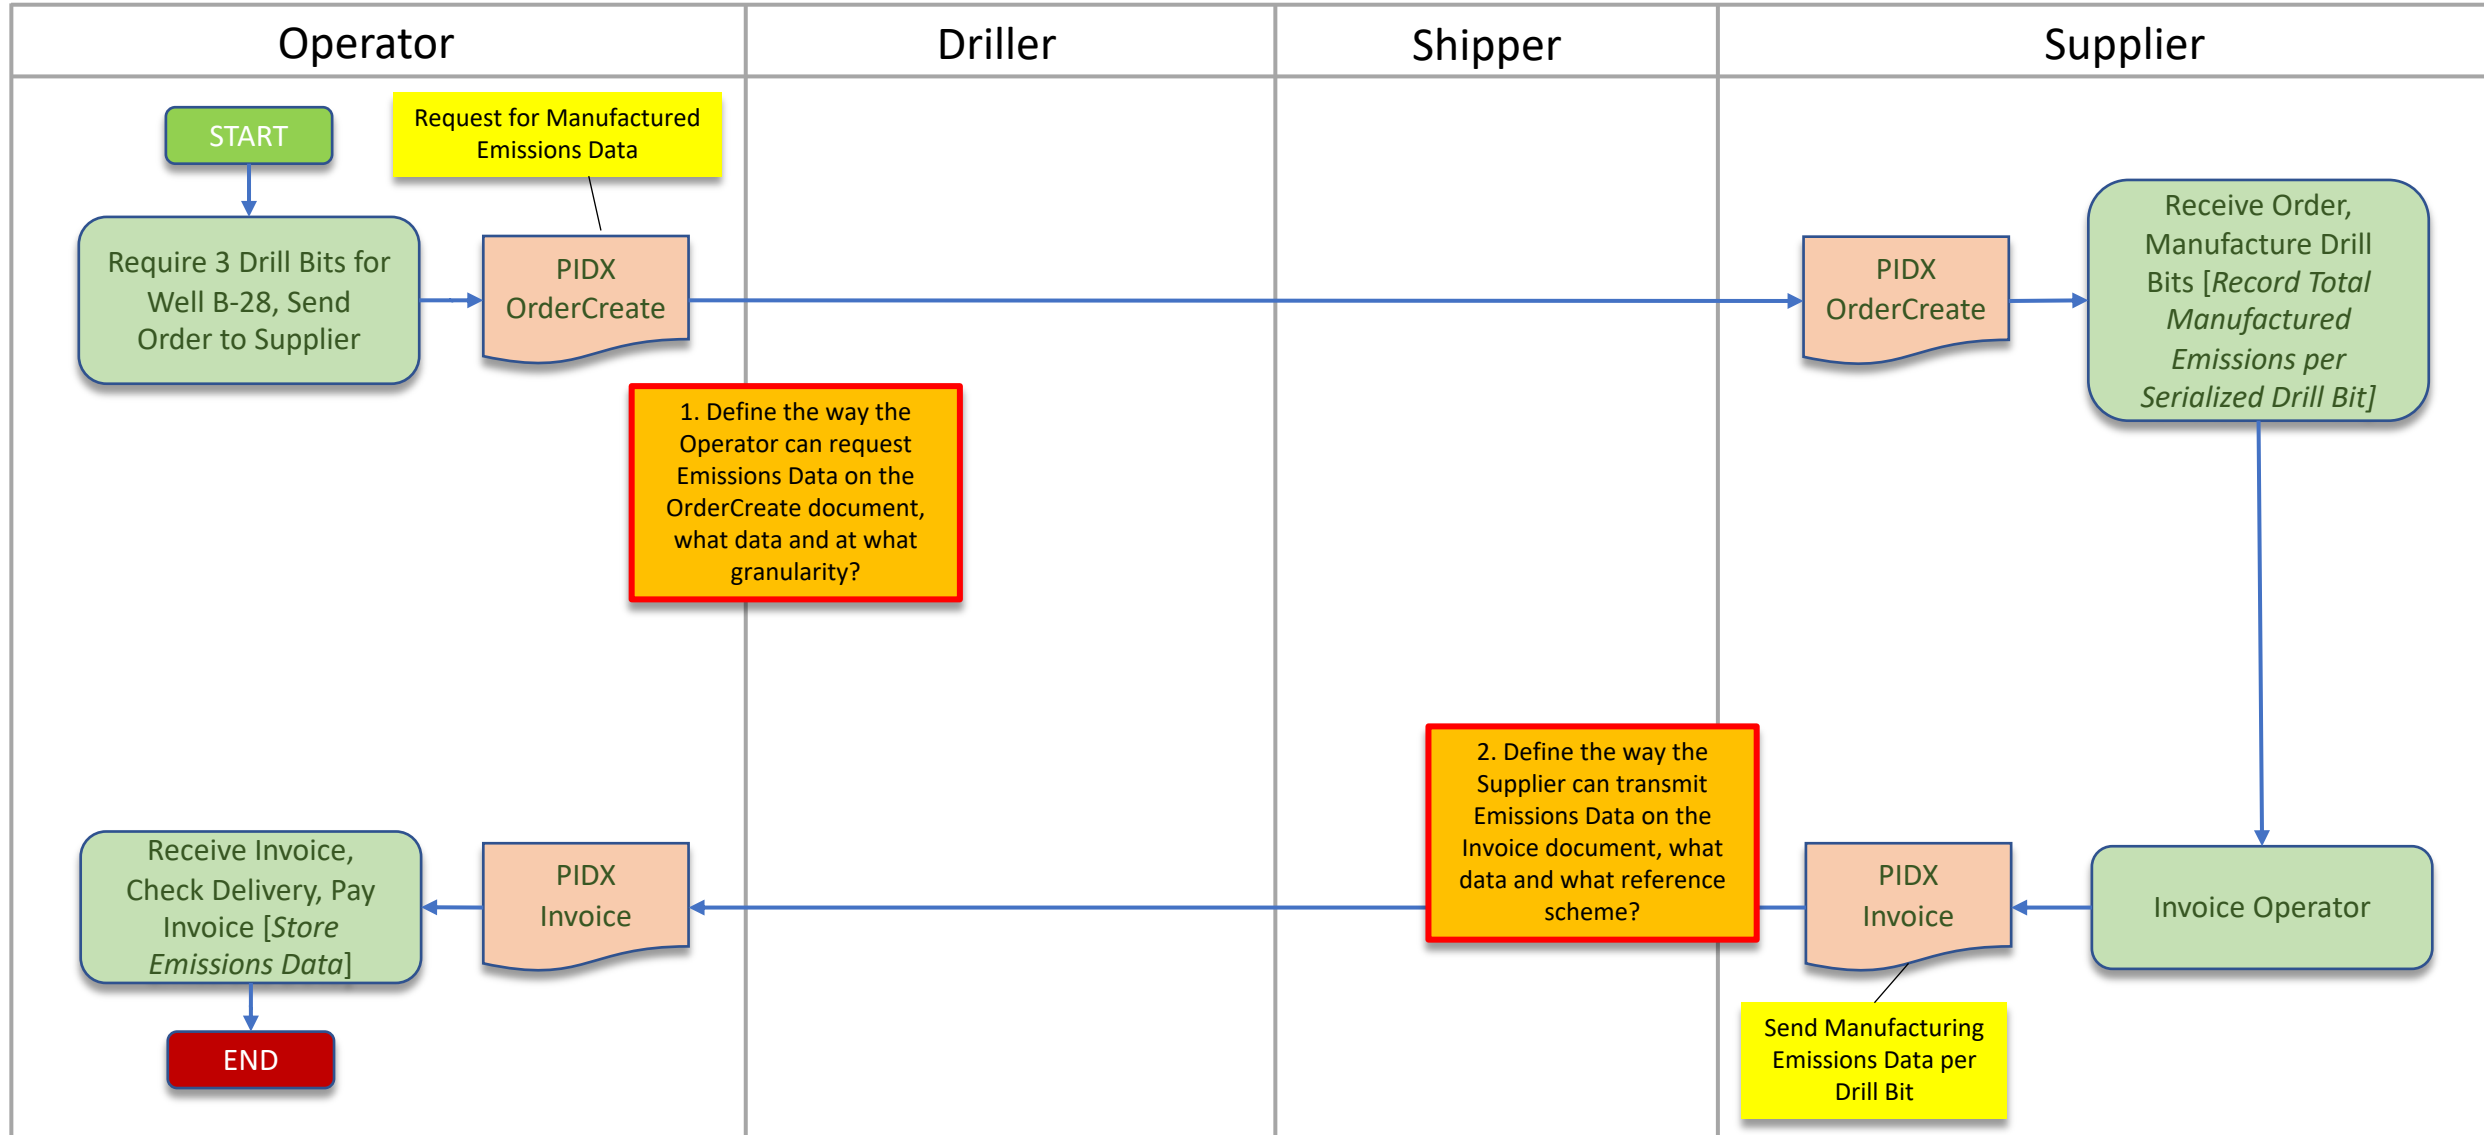 Operator
Driller
Shipper
Supplier
START
Request for Manufactured
Emissions Data
Require 3 Drill Bits for
Well B-28, Send
Order to Supplier
PIDX
OrderCreate
PIDX
OrderCreate
Receive Order,
Manufacture Drill
Bits [Record Total
Manufactured
Emissions per
Serialized Drill Bit]
1. Define the way the
Operator can request
Emissions Data on the
OrderCreate document,
what data and at what
granularity?
2. Define the way the
Supplier can transmit
Emissions Data on the
Invoice document, what
data and what reference
scheme?
Receive Invoice,
Check Delivery, Pay
Invoice [Store
Emissions Data]
PIDX
Invoice
PIDX
Invoice
Invoice Operator
END
Send Manufacturing
Emissions Data per
Drill Bit